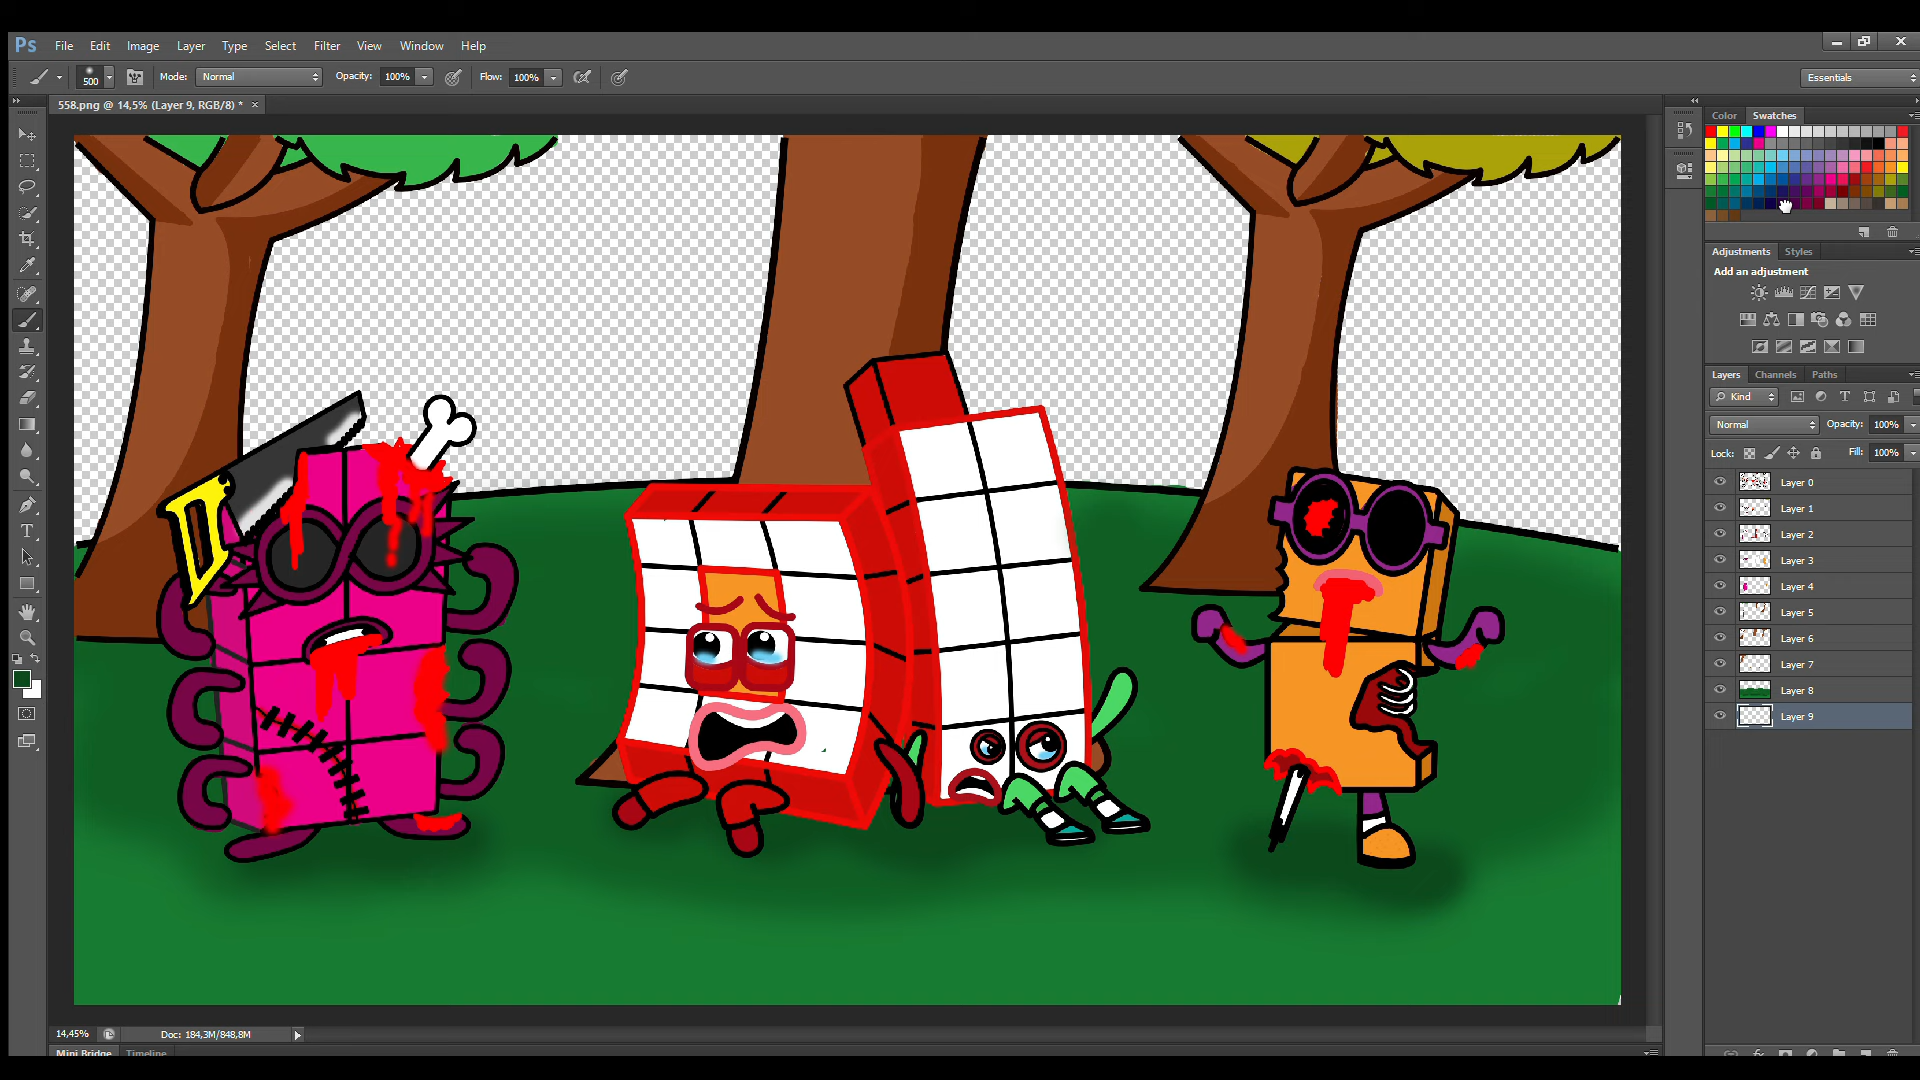 Ps File Edit Image Layer Type Select Filter View Window Help
500 Mode: Normal Opacity: 100% Flow: 100% Essentials
558.png @ 14,5% (Layer 9, RGB/8) * ×
Color Swatches
Adjustments Styles
Add an adjustment
Layers Channels Paths
Kind
Normal Opacity: 100%
Lock: Fill: 100%
Layer 0
Layer 1
Layer 2
Layer 3
Layer 4
Layer 5
Layer 6
Layer 7
Layer 8
Layer 9
14,45% Doc: 184,3M/848,8M
Mini Bridge Timeline